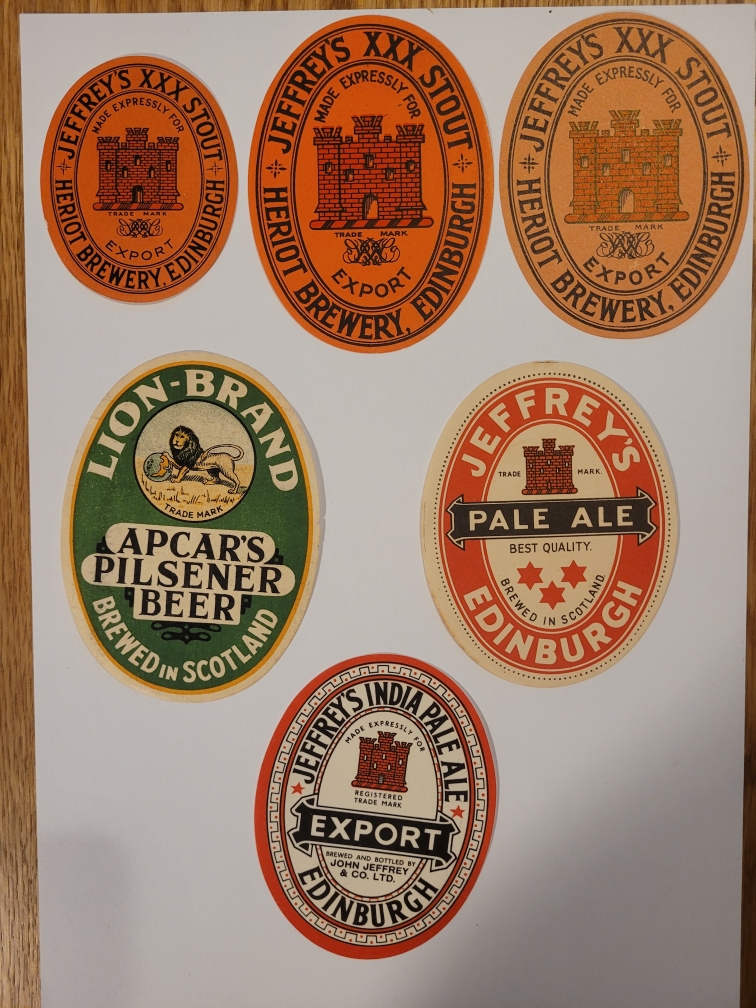 JEFFREY'S XXX STOUT
MADE EXPRESSLY FOR
TRADE MARK
EXPORT
HERIOT BREWERY, EDINBURGH
JEFFREY'S XXX STOUT
MADE EXPRESSLY FOR
TRADE MARK
EXPORT
HERIOT BREWERY, EDINBURGH
JEFFREY'S XXX STOUT
MADE EXPRESSLY FOR
TRADE MARK
EXPORT
HERIOT BREWERY, EDINBURGH
LION-BRAND
TRADE MARK
APCAR'S
PILSENER
BEER
BREWED IN SCOTLAND
JEFFREY'S
TRADE MARK.
PALE ALE
BEST QUALITY.
BREWED IN SCOTLAND.
EDINBURGH
JEFFREY'S INDIA PALE ALE
MADE EXPRESSLY FOR
REGISTERED
TRADE MARK
EXPORT
BREWED AND BOTTLED BY
JOHN JEFFREY
& CO. LTD.
EDINBURGH